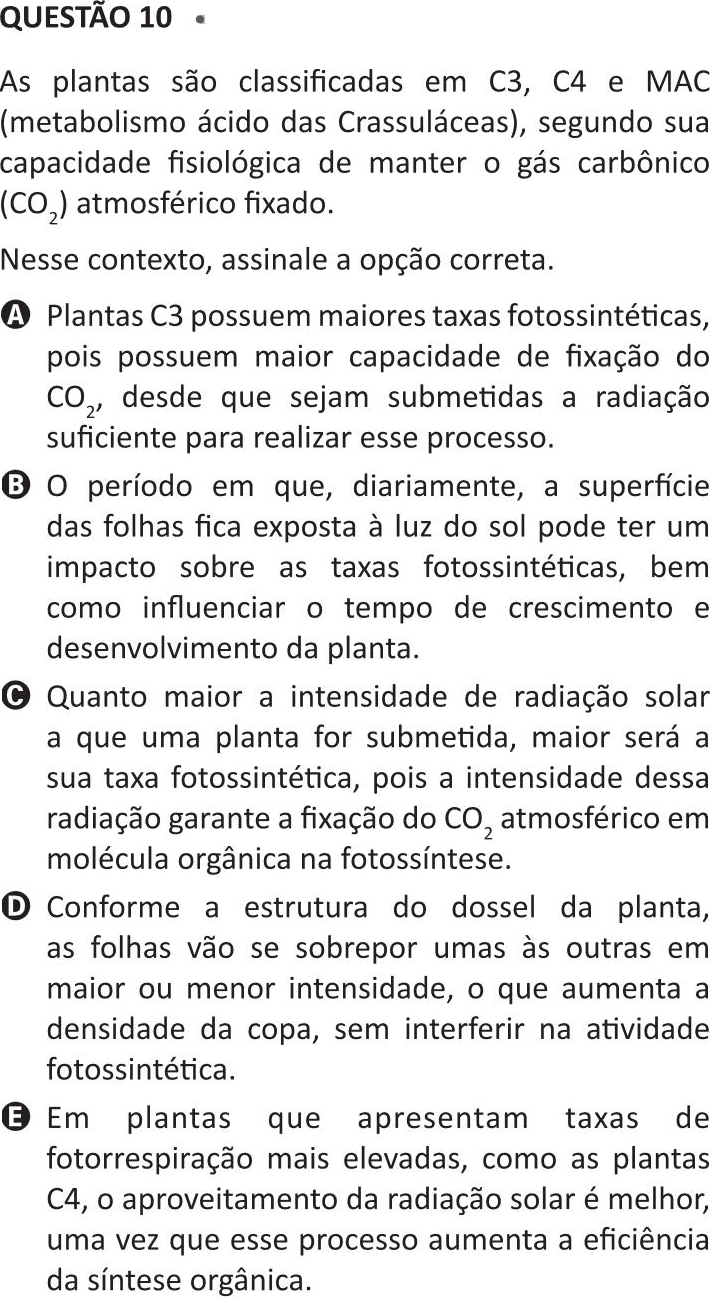 QUESTÃO 10
As plantas são classificadas em C3, C4 e MAC
(metabolismo ácido das Crassuláceas), segundo sua
capacidade fisiológica de manter o gás carbônico
(CO₂) atmosférico fixado.
Nesse contexto, assinale a opção correta.
A Plantas C3 possuem maiores taxas fotossintéticas,
pois possuem maior capacidade de fixação do
CO₂, desde que sejam submetidas a radiação
suficiente para realizar esse processo.
B O período em que, diariamente, a superfície
das folhas fica exposta à luz do sol pode ter um
impacto sobre as taxas fotossintéticas, bem
como influenciar o tempo de crescimento e
desenvolvimento da planta.
C Quanto maior a intensidade de radiação solar
a que uma planta for submetida, maior será a
sua taxa fotossintética, pois a intensidade dessa
radiação garante a fixação do CO₂ atmosférico em
molécula orgânica na fotossíntese.
D Conforme a estrutura do dossel da planta,
as folhas vão se sobrepor umas às outras em
maior ou menor intensidade, o que aumenta a
densidade da copa, sem interferir na atividade
fotossintética.
E Em plantas que apresentam taxas de
fotorrespiração mais elevadas, como as plantas
C4, o aproveitamento da radiação solar é melhor,
uma vez que esse processo aumenta a eficiência
da síntese orgânica.